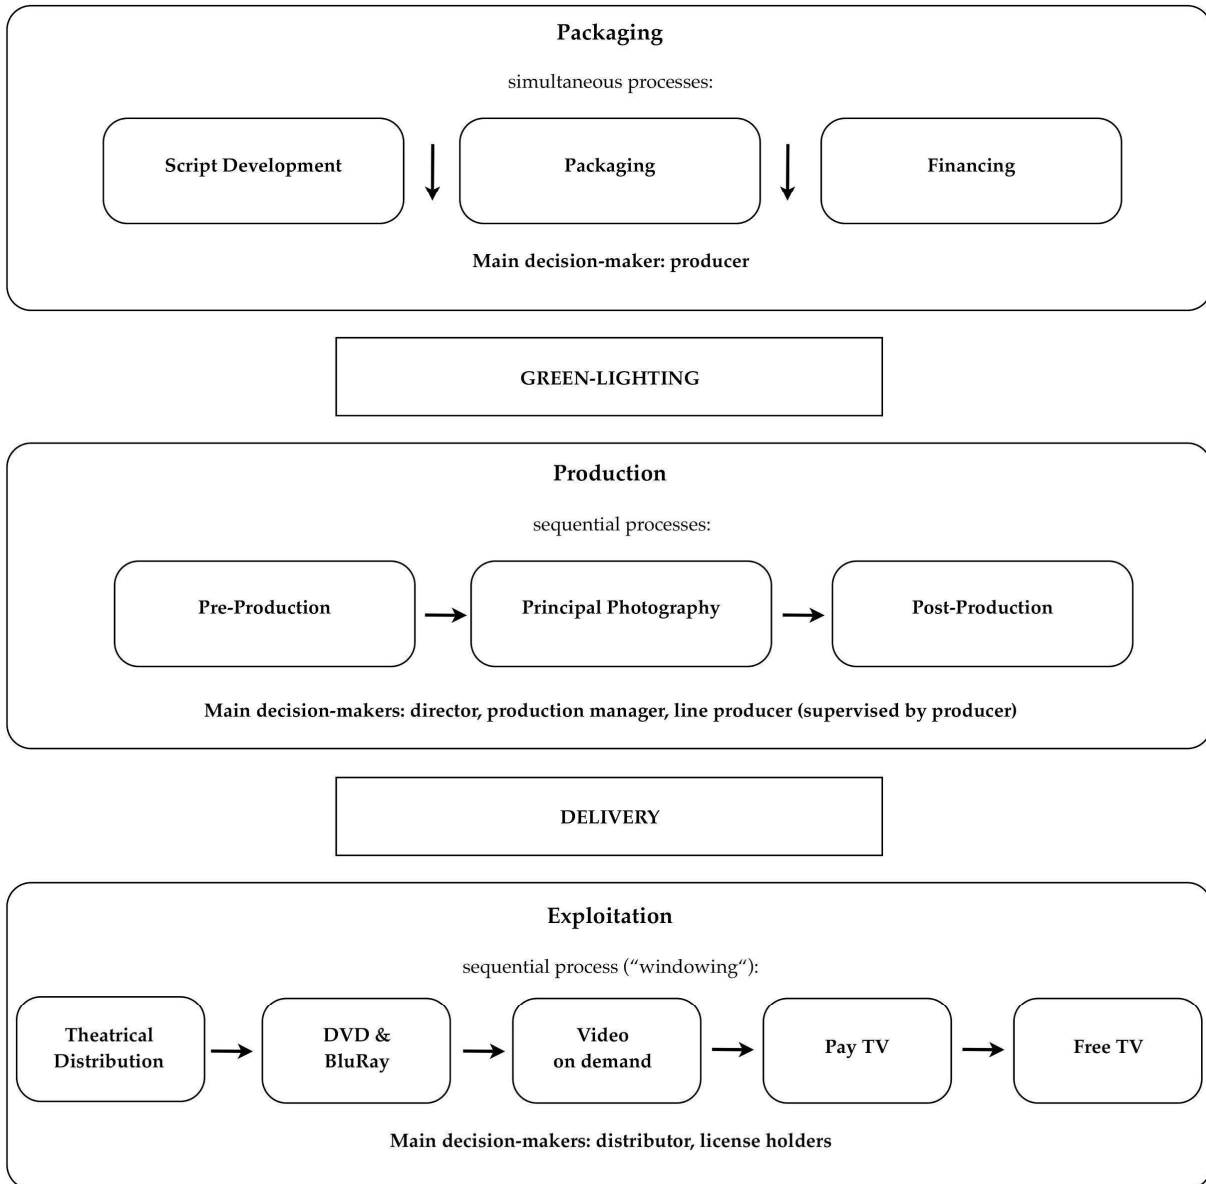 Packaging
simultaneous processes:
Script Development
Packaging
Financing
Main decision-maker: producer
GREEN-LIGHTING
Production
sequential processes:
Pre-Production
Principal Photography
Post-Production
Main decision-makers: director, production manager, line producer (supervised by producer)
DELIVERY
Exploitation
sequential process (“windowing“):
Theatrical
Distribution
DVD &
BluRay
Video
on demand
Pay TV
Free TV
Main decision-makers: distributor, license holders